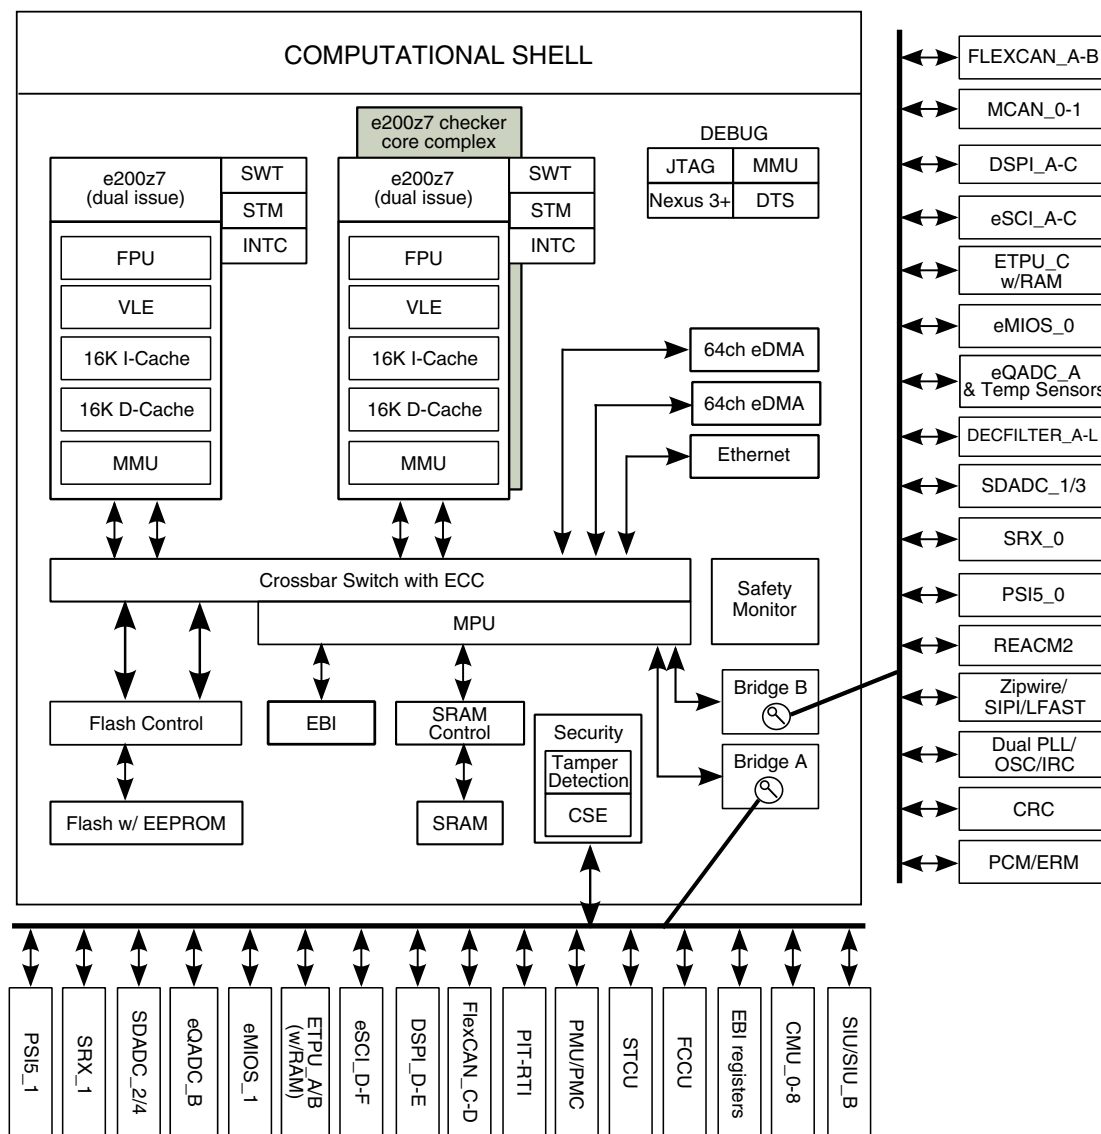 COMPUTATIONAL SHELL
e200z7 checker
core complex
e200z7
(dual issue)
SWT
STM
INTC
FPU
VLE
16K I-Cache
16K D-Cache
MMU
e200z7
(dual issue)
SWT
STM
INTC
FPU
VLE
16K I-Cache
16K D-Cache
MMU
DEBUG
JTAG
MMU
Nexus 3+
DTS
64ch eDMA
64ch eDMA
Ethernet
Crossbar Switch with ECC
MPU
Safety
Monitor
Flash Control
EBI
SRAM
Control
Flash w/ EEPROM
SRAM
Security
Tamper
Detection
CSE
Bridge B
Bridge A
FLEXCAN_A-B
MCAN_0-1
DSPI_A-C
eSCI_A-C
ETPU_C
w/RAM
eMIOS_0
eQADC_A
& Temp Sensors
DECFILTER_A-L
SDADC_1/3
SRX_0
PSI5_0
REACM2
Zipwire/
SIPI/LFAST
Dual PLL/
OSC/IRC
CRC
PCM/ERM
PSI5_1
SRX_1
SDADC_2/4
eQADC_B
eMIOS_1
ETPU_A/B
(w/RAM)
eSCI_D-F
DSPI_D-E
FlexCAN_C-D
PIT-RTI
PMU/PMC
STCU
FCCU
EBI registers
CMU_0-8
SIU/SIU_B